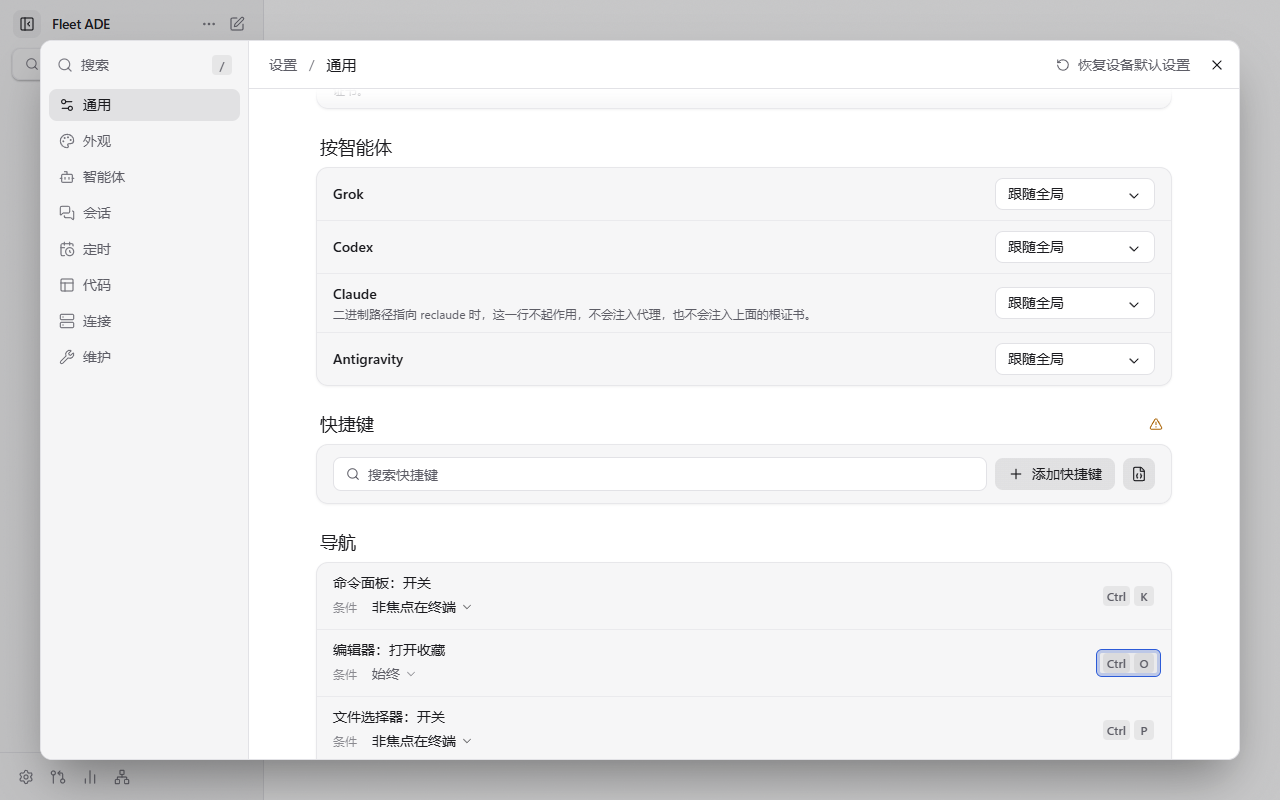 Fleet ADE
搜索
/
通用
外观
智能体
会话
定时
代码
连接
维护
设置 / 通用
恢复设备默认设置
按智能体
Grok
跟随全局
Codex
跟随全局
Claude
二进制路径指向 reclaude 时，这一行不起作用，不会注入代理，也不会注入上面的根证书。
跟随全局
Antigravity
跟随全局
快捷键
搜索快捷键
添加快捷键
导航
命令面板：开关
条件 非焦点在终端
Ctrl K
编辑器：打开收藏
条件 始终
Ctrl O
文件选择器：开关
条件 非焦点在终端
Ctrl P